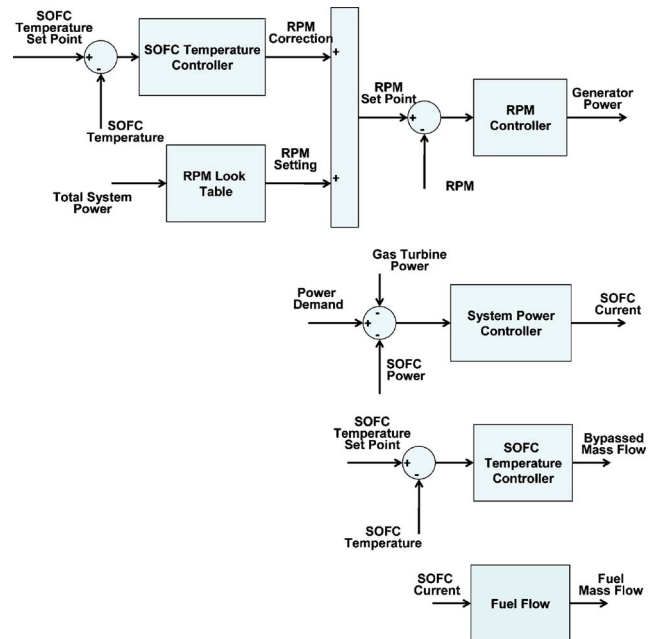 SOFC
Temperature
Set Point
+
-
SOFC Temperature
Controller
RPM
Correction
+
SOFC
Temperature
RPM
Set Point
+
-
RPM
Controller
Generator
Power
RPM
Total System
Power
RPM Look
Table
RPM
Setting
+
Gas Turbine
Power
Power
Demand
-
+
-
System Power
Controller
SOFC
Current
SOFC
Power
SOFC
Temperature
Set Point
+
-
SOFC
Temperature
Controller
Bypassed
Mass Flow
SOFC
Temperature
SOFC
Current
Fuel Flow
Fuel
Mass Flow